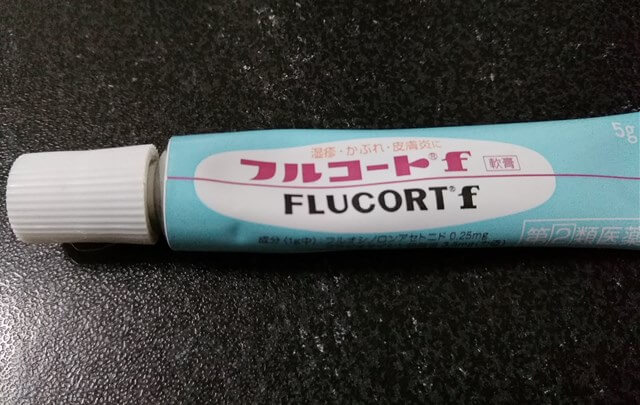 5g
湿疹・かぶれ・皮膚炎に
フルコート®f 軟膏
FLUCORT®f
成分(1g中)フルオシノロンアセトニド 0.25mg
第②類医薬